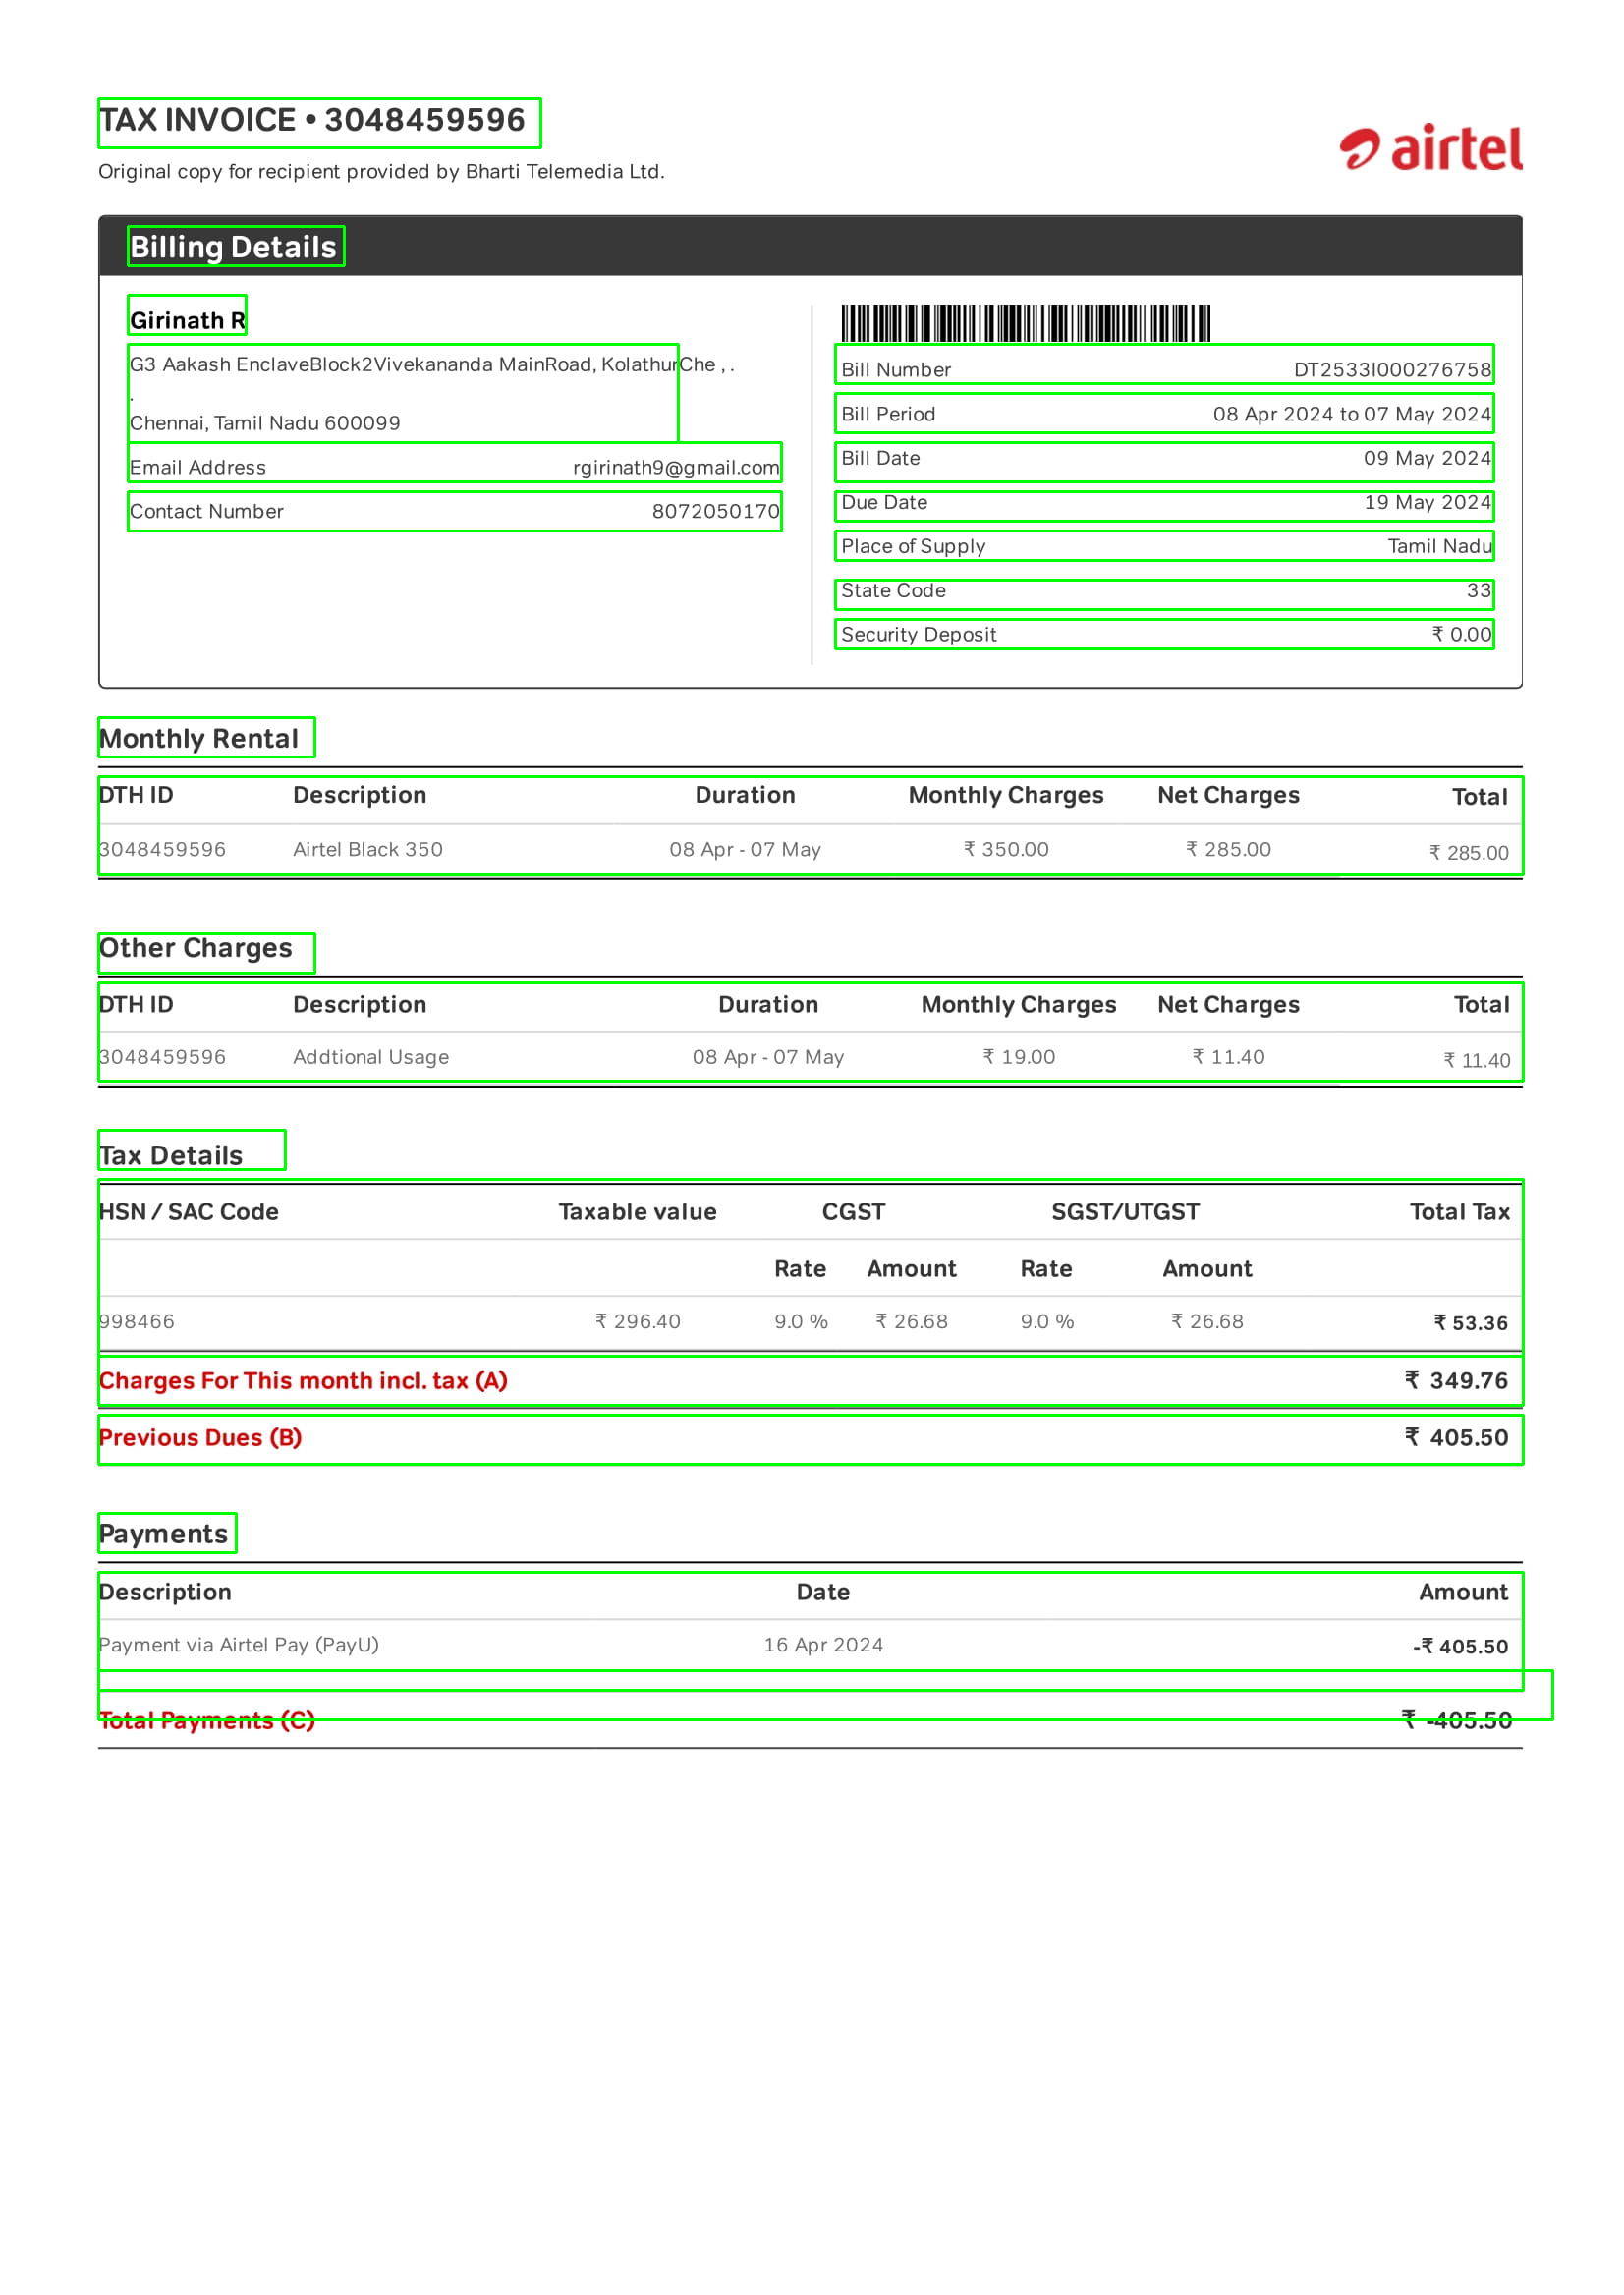 TAX INVOICE • 3048459596
airtel
Original copy for recipient provided by Bharti Telemedia Ltd.
Billing Details
Girinath R
G3 Aakash EnclaveBlock2Vivekananda MainRoad, KolathurChe , .
.
Chennai, Tamil Nadu 600099
Email Address rgirinath9@gmail.com
Contact Number 8072050170
Bill Number DT2533I000276758
Bill Period 08 Apr 2024 to 07 May 2024
Bill Date 09 May 2024
Due Date 19 May 2024
Place of Supply Tamil Nadu
State Code 33
Security Deposit ₹ 0.00
Monthly Rental
DTH ID Description Duration Monthly Charges Net Charges Total
3048459596 Airtel Black 350 08 Apr - 07 May ₹ 350.00 ₹ 285.00 ₹ 285.00
Other Charges
DTH ID Description Duration Monthly Charges Net Charges Total
3048459596 Addtional Usage 08 Apr - 07 May ₹ 19.00 ₹ 11.40 ₹ 11.40
Tax Details
HSN / SAC Code Taxable value CGST SGST/UTGST Total Tax
Rate Amount Rate Amount
998466 ₹ 296.40 9.0 % ₹ 26.68 9.0 % ₹ 26.68 ₹ 53.36
Charges For This month incl. tax (A) ₹ 349.76
Previous Dues (B) ₹ 405.50
Payments
Description Date Amount
Payment via Airtel Pay (PayU) 16 Apr 2024 -₹ 405.50
Total Payments (C) ₹ -405.50